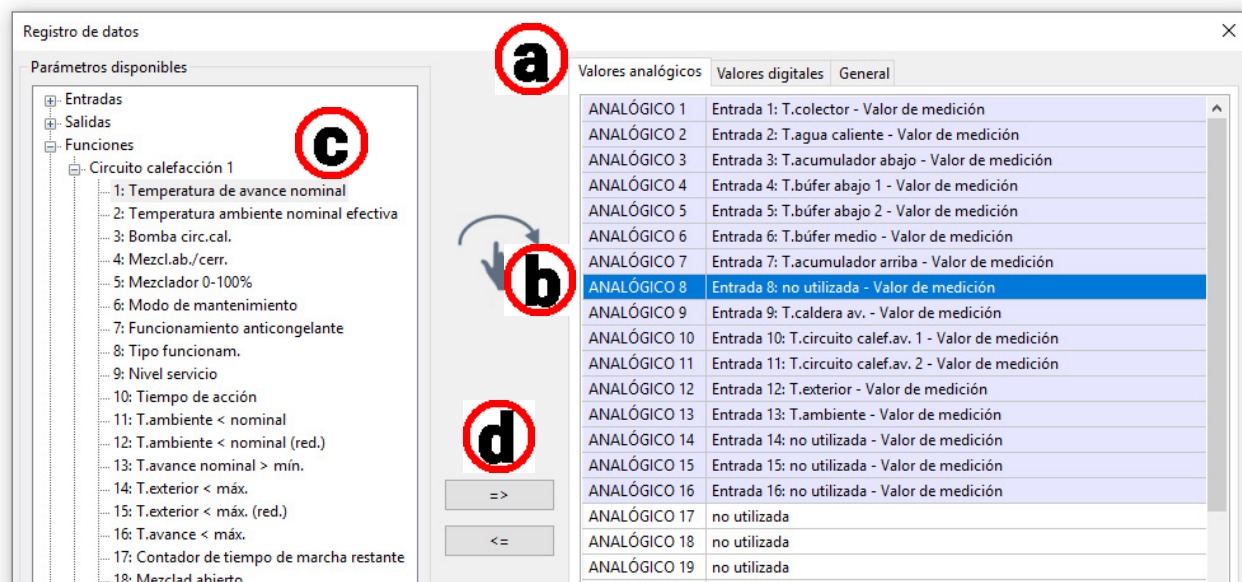 Registro de datos
a
Parámetros disponibles
Valores analógicos Valores digitales General
Entradas
Salidas
Funciones
c
Circuito calefacción 1
1: Temperatura de avance nominal
2: Temperatura ambiente nominal efectiva
3: Bomba circ.cal.
4: Mezcl.ab./cerr.
5: Mezclador 0-100%
6: Modo de mantenimiento
7: Funcionamiento anticongelante
8: Tipo funcionam.
9: Nivel servicio
10: Tiempo de acción
11: T.ambiente < nominal
12: T.ambiente < nominal (red.)
13: T.avance nominal > mín.
14: T.exterior < máx.
15: T.exterior < máx. (red.)
16: T.avance < máx.
17: Contador de tiempo de marcha restante
18: Mezclad.abierto
b
d
=>
<=
ANALÓGICO 1 Entrada 1: T.colector - Valor de medición
ANALÓGICO 2 Entrada 2: T.agua caliente - Valor de medición
ANALÓGICO 3 Entrada 3: T.acumulador abajo - Valor de medición
ANALÓGICO 4 Entrada 4: T.búfer abajo 1 - Valor de medición
ANALÓGICO 5 Entrada 5: T.búfer abajo 2 - Valor de medición
ANALÓGICO 6 Entrada 6: T.búfer medio - Valor de medición
ANALÓGICO 7 Entrada 7: T.acumulador arriba - Valor de medición
ANALÓGICO 8 Entrada 8: no utilizada - Valor de medición
ANALÓGICO 9 Entrada 9: T.caldera av. - Valor de medición
ANALÓGICO 10 Entrada 10: T.circuito calef.av. 1 - Valor de medición
ANALÓGICO 11 Entrada 11: T.circuito calef.av. 2 - Valor de medición
ANALÓGICO 12 Entrada 12: T.exterior - Valor de medición
ANALÓGICO 13 Entrada 13: T.ambiente - Valor de medición
ANALÓGICO 14 Entrada 14: no utilizada - Valor de medición
ANALÓGICO 15 Entrada 15: no utilizada - Valor de medición
ANALÓGICO 16 Entrada 16: no utilizada - Valor de medición
ANALÓGICO 17 no utilizada
ANALÓGICO 18 no utilizada
ANALÓGICO 19 no utilizada